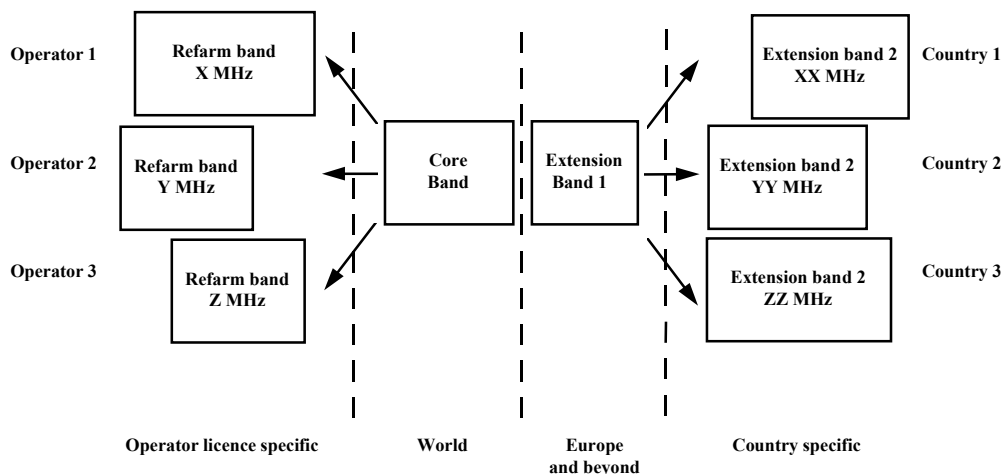 Operator 1
Refarm band
X MHz
Extension band 2
XX MHz
Country 1
Operator 2
Refarm band
Y MHz
Core
Band
Extension
Band 1
Extension band 2
YY MHz
Country 2
Operator 3
Refarm band
Z MHz
Extension band 2
ZZ MHz
Country 3
Operator licence specific
World
Europe
and beyond
Country specific